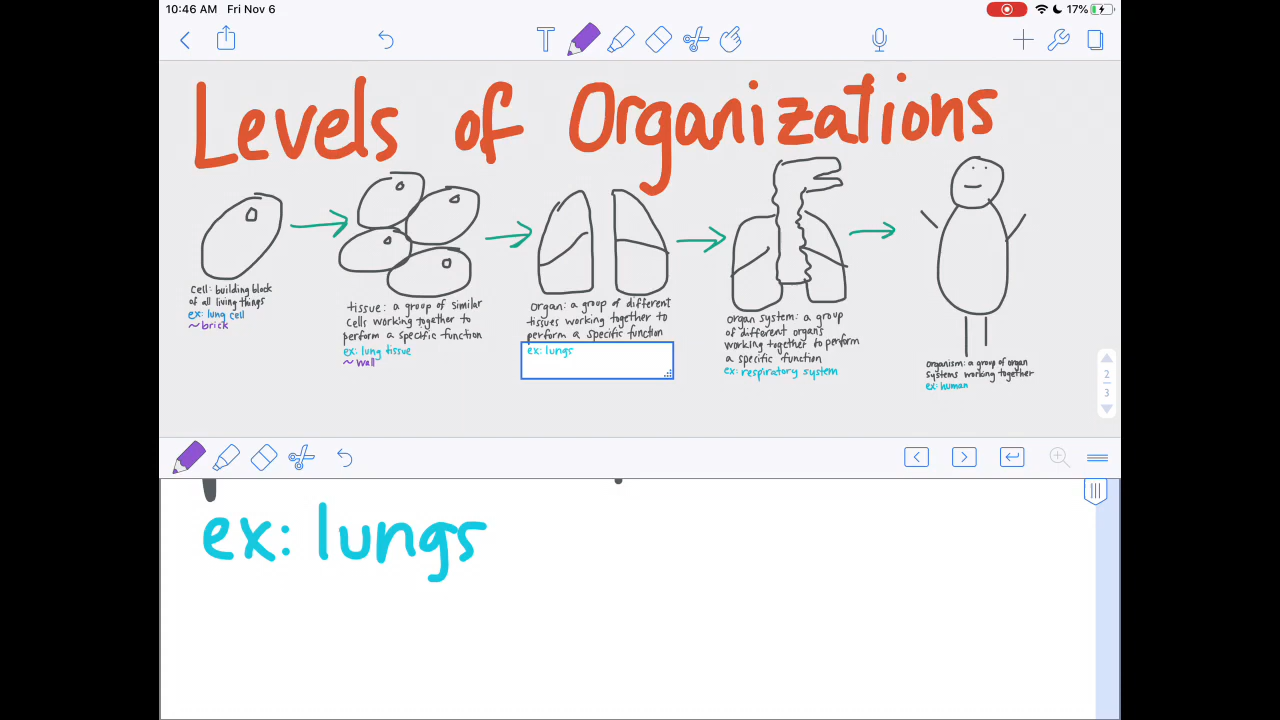 10:46 AM Fri Nov 6
17%
T
Levels of Organizations
Cell: building block
of all living things
ex: lung cell
~ brick
tissue: a group of similar
cells working together to
perform a specific function
ex: lung tissue
~ wall
Organ: a group of different
tissues working together to
perform a specific function
ex: lungs
Organ system: a group
of different organs
working together to perform
a specific function
ex: respiratory system
Organism: a group of organ
systems working together
ex: human
2
3
ex: lungs